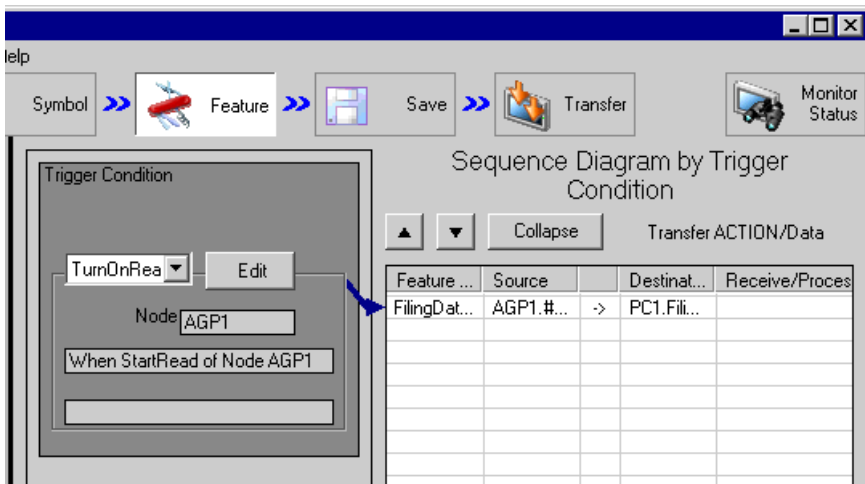 Help
Symbol
Feature
Save
Transfer
Monitor
Status
Trigger Condition
TurnOnRea
Edit
Node AGP1
When StartRead of Node AGP1
Sequence Diagram by Trigger
Condition
Collapse
Transfer ACTION/Data
Feature ... Source Destinat... Receive/Proces
FilingDat... AGP1.#... -> PC1.Fili...